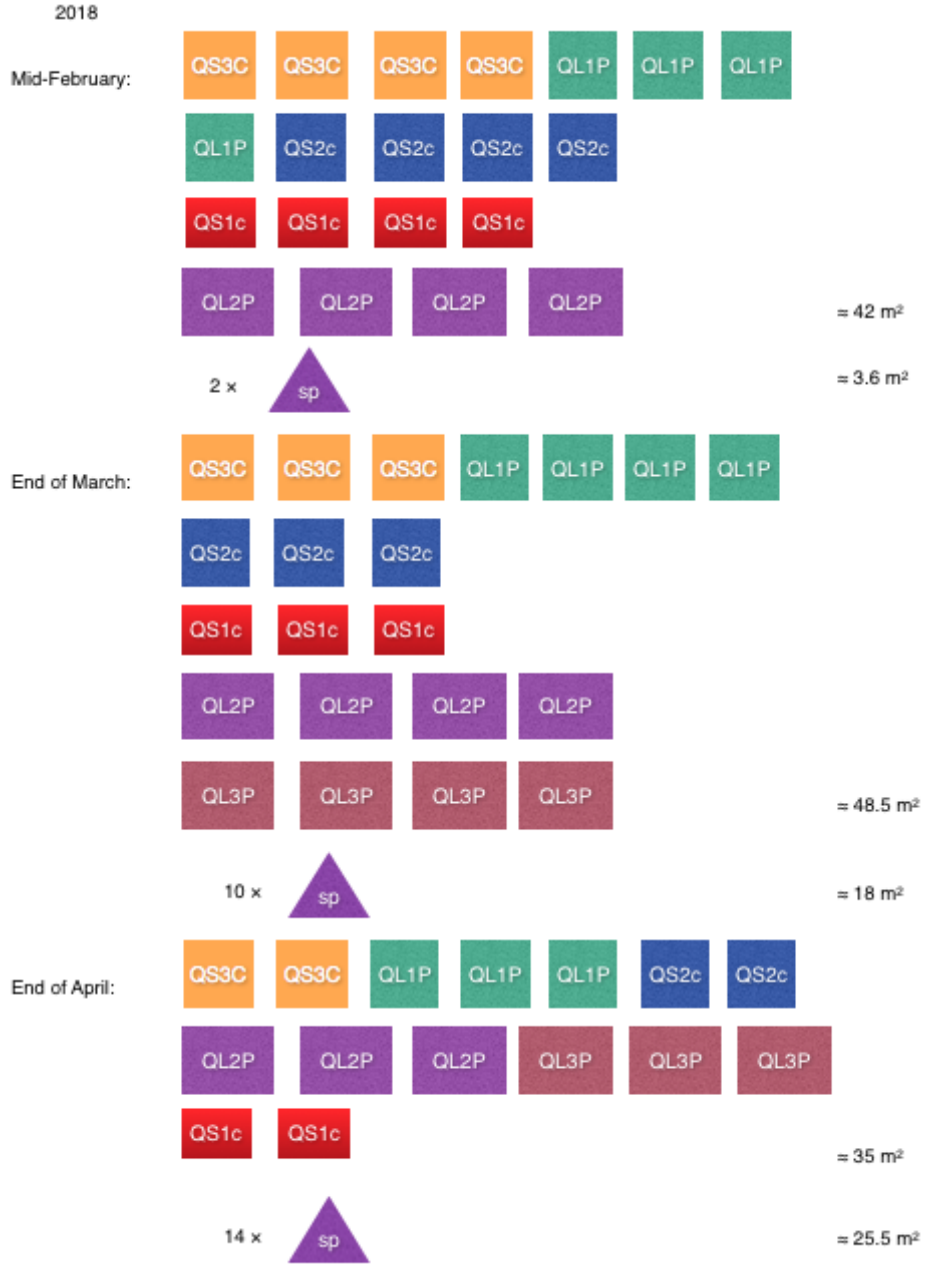 2018
Mid-February:
QS3C QS3C QS3C QS3C QL1P QL1P QL1P
QL1P QS2c QS2c QS2c QS2c
QS1c QS1c QS1c QS1c
QL2P QL2P QL2P QL2P ≈ 42 m²
2 × sp ≈ 3.6 m²
End of March: QS3C QS3C QS3C QL1P QL1P QL1P QL1P
QS2c QS2c QS2c
QS1c QS1c QS1c
QL2P QL2P QL2P QL2P
QL3P QL3P QL3P QL3P ≈ 48.5 m²
10 × sp ≈ 18 m²
End of April: QS3C QS3C QL1P QL1P QL1P QS2c QS2c
QL2P QL2P QL2P QL3P QL3P QL3P
QS1c QS1c ≈ 35 m²
14 × sp ≈ 25.5 m²